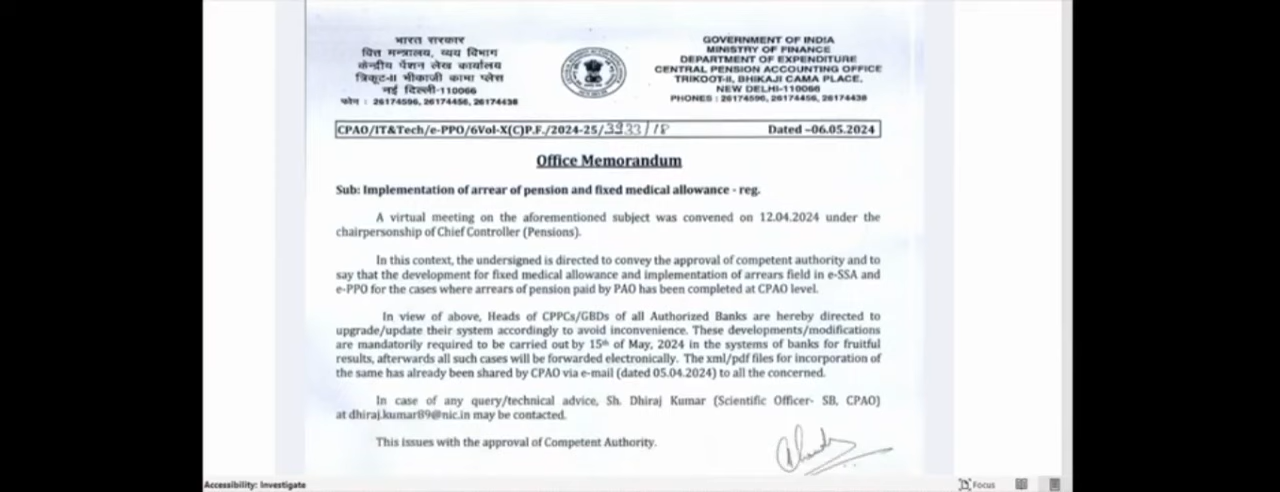 भारत सरकार
वित्त मन्त्रालय, व्यय विभाग
केन्द्रीय पेंशन लेख कार्यालय
त्रिकूट-II भीकाजी कामा प्लेस
नई दिल्ली-110066
फोन : 26174596, 26174456, 26174438
GOVERNMENT OF INDIA
MINISTRY OF FINANCE
DEPARTMENT OF EXPENDITURE
CENTRAL PENSION ACCOUNTING OFFICE
TRIKOOT-II, BHIKAJI CAMA PLACE,
NEW DELHI-110066
PHONES : 26174596, 26174456, 26174438
CPAO/IT&Tech/e-PPO/6Vol-X(C)P.F./2024-25/3933/18 Dated –06.05.2024
Office Memorandum
Sub: Implementation of arrear of pension and fixed medical allowance - reg.
A virtual meeting on the aforementioned subject was convened on 12.04.2024 under the
chairpersonship of Chief Controller (Pensions).
In this context, the undersigned is directed to convey the approval of competent authority and to
say that the development for fixed medical allowance and implementation of arrears field in e-SSA and
e-PPO for the cases where arrears of pension paid by PAO has been completed at CPAO level.
In view of above, Heads of CPPCs/GBDs of all Authorized Banks are hereby directed to
upgrade/update their system accordingly to avoid inconvenience. These developments/modifications
are mandatorily required to be carried out by 15th of May, 2024 in the systems of banks for fruitful
results, afterwards all such cases will be forwarded electronically. The xml/pdf files for incorporation of
the same has already been shared by CPAO via e-mail (dated 05.04.2024) to all the concerned.
In case of any query/technical advice, Sh. Dhiraj Kumar (Scientific Officer- SB, CPAO)
at dhiraj.kumar89@nic.in may be contacted.
This issues with the approval of Competent Authority.
Accessibility: Investigate
Focus